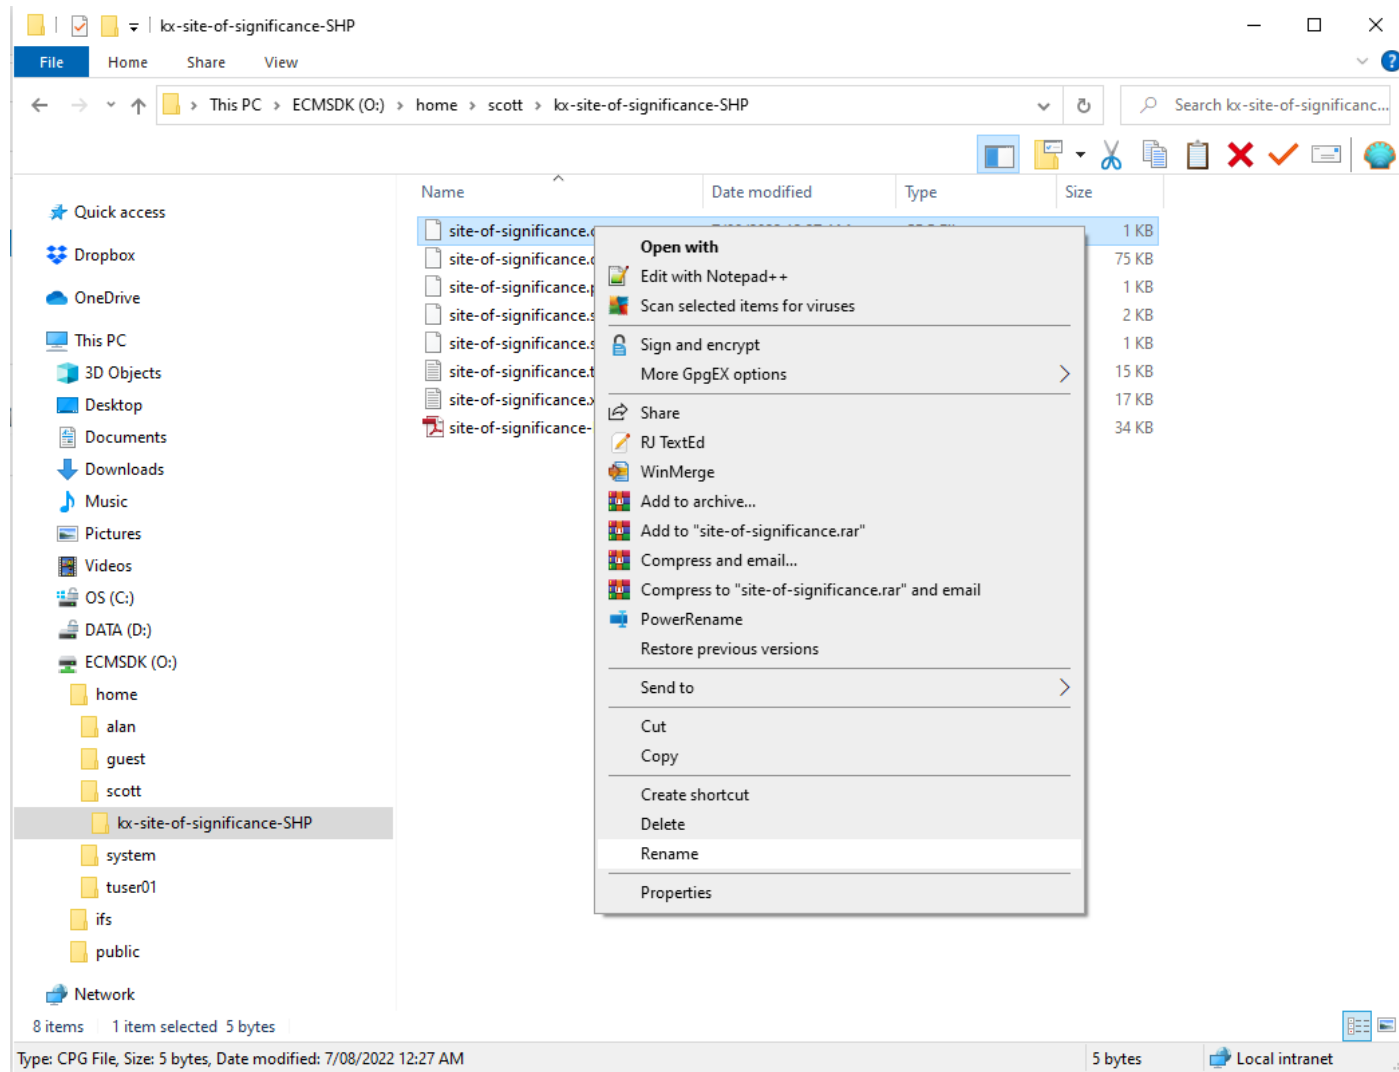 kx-site-of-significance-SHP
File Home Share View
This PC ECMSDK (O:) home scott kx-site-of-significance-SHP
Search kx-site-of-significanc...
Name Date modified Type Size
Quick access
Dropbox
OneDrive
This PC
3D Objects
Desktop
Documents
Downloads
Music
Pictures
Videos
OS (C:)
DATA (D:)
ECMSDK (O:)
home
alan
guest
scott
kx-site-of-significance-SHP
system
tuser01
ifs
public
Network
site-of-significance. 1 KB
site-of-significance. 75 KB
site-of-significance. 1 KB
site-of-significance. 2 KB
site-of-significance. 1 KB
site-of-significance.t 15 KB
site-of-significance. 17 KB
site-of-significance- 34 KB
Open with
Edit with Notepad++
Scan selected items for viruses
Sign and encrypt
More GpgEX options
Share
RJ TextEd
WinMerge
Add to archive...
Add to "site-of-significance.rar"
Compress and email...
Compress to "site-of-significance.rar" and email
PowerRename
Restore previous versions
Send to
Cut
Copy
Create shortcut
Delete
Rename
Properties
8 items 1 item selected 5 bytes
Type: CPG File, Size: 5 bytes, Date modified: 7/08/2022 12:27 AM 5 bytes Local intranet